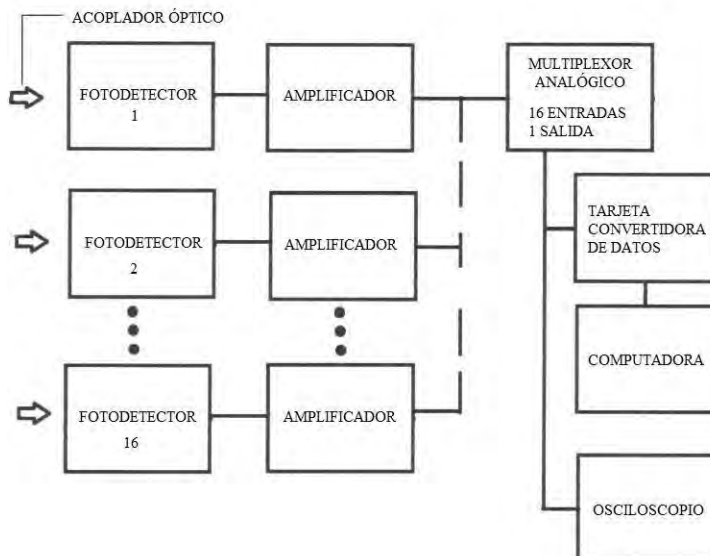 ACOPLADOR ÓPTICO
FOTODETECTOR
1
AMPLIFICADOR
MULTIPLEXOR
ANALÓGICO
16 ENTRADAS
1 SALIDA
FOTODETECTOR
2
AMPLIFICADOR
TARJETA
CONVERTIDORA
DE DATOS
COMPUTADORA
FOTODETECTOR
16
AMPLIFICADOR
OSCILOSCOPIO